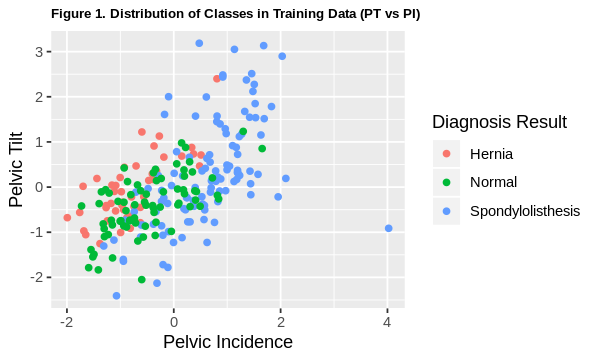 Figure 1. Distribution of Classes in Training Data (PT vs PI)
3
2
1
0
-1
-2
Pelvic Tilt
-2 0 2 4
Pelvic Incidence
Diagnosis Result
Hernia
Normal
Spondylolisthesis